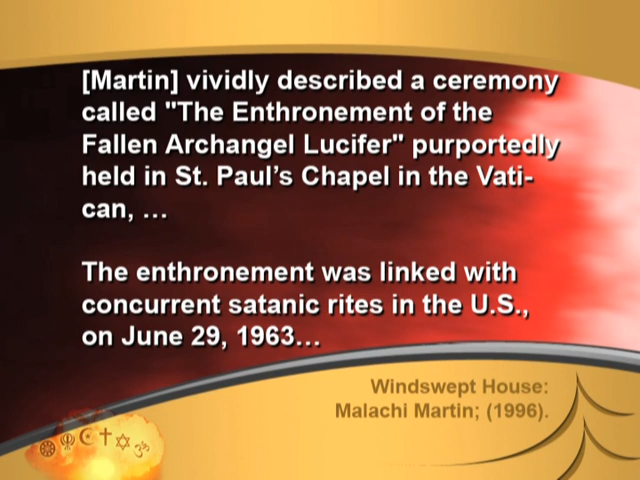 [Martin] vividly described a ceremony
called "The Enthronement of the
Fallen Archangel Lucifer" purportedly
held in St. Paul’s Chapel in the Vati-
can, …
The enthronement was linked with
concurrent satanic rites in the U.S.,
on June 29, 1963…
Windswept House:
Malachi Martin; (1996).